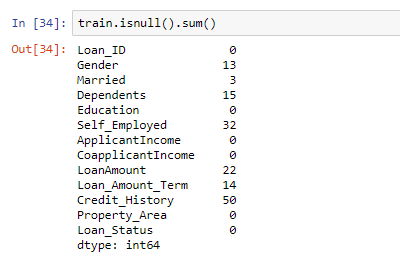 In [34]: train.isnull().sum()
Out[34]: Loan_ID 0
Gender 13
Married 3
Dependents 15
Education 0
Self_Employed 32
ApplicantIncome 0
CoapplicantIncome 0
LoanAmount 22
Loan_Amount_Term 14
Credit_History 50
Property_Area 0
Loan_Status 0
dtype: int64